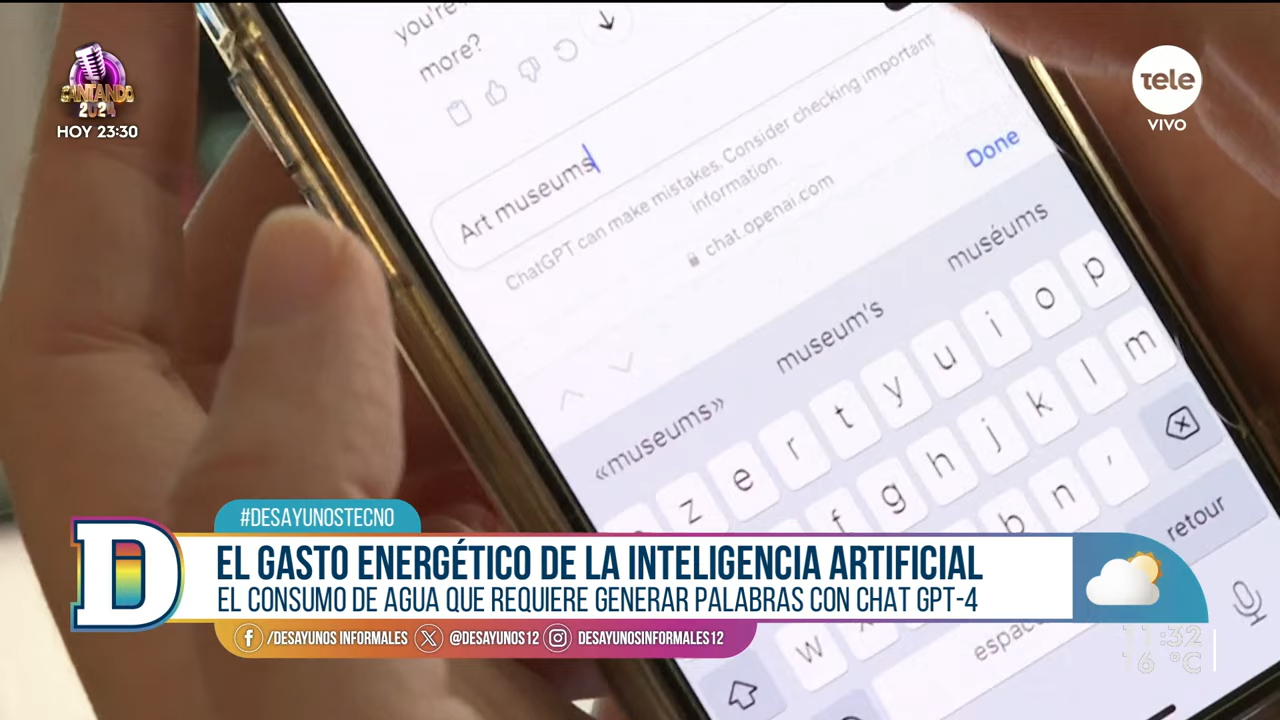 CANTANDO
2024
HOY 23:30
tele
VIVO
you're
more?
Art museums
ChatGPT can make mistakes. Consider checking important
information.
Done
chat.openai.com
«museums»
museum's
muséums
z e r t y u i o p
f g h j k l m
w x b n '
retour
espace
#DESAYUNOSTECNO
D
EL GASTO ENERGÉTICO DE LA INTELIGENCIA ARTIFICIAL
EL CONSUMO DE AGUA QUE REQUIERE GENERAR PALABRAS CON CHAT GPT-4
/DESAYUNOS INFORMALES
@DESAYUNOS12
DESAYUNOSINFORMALES12
11:32
16 °C